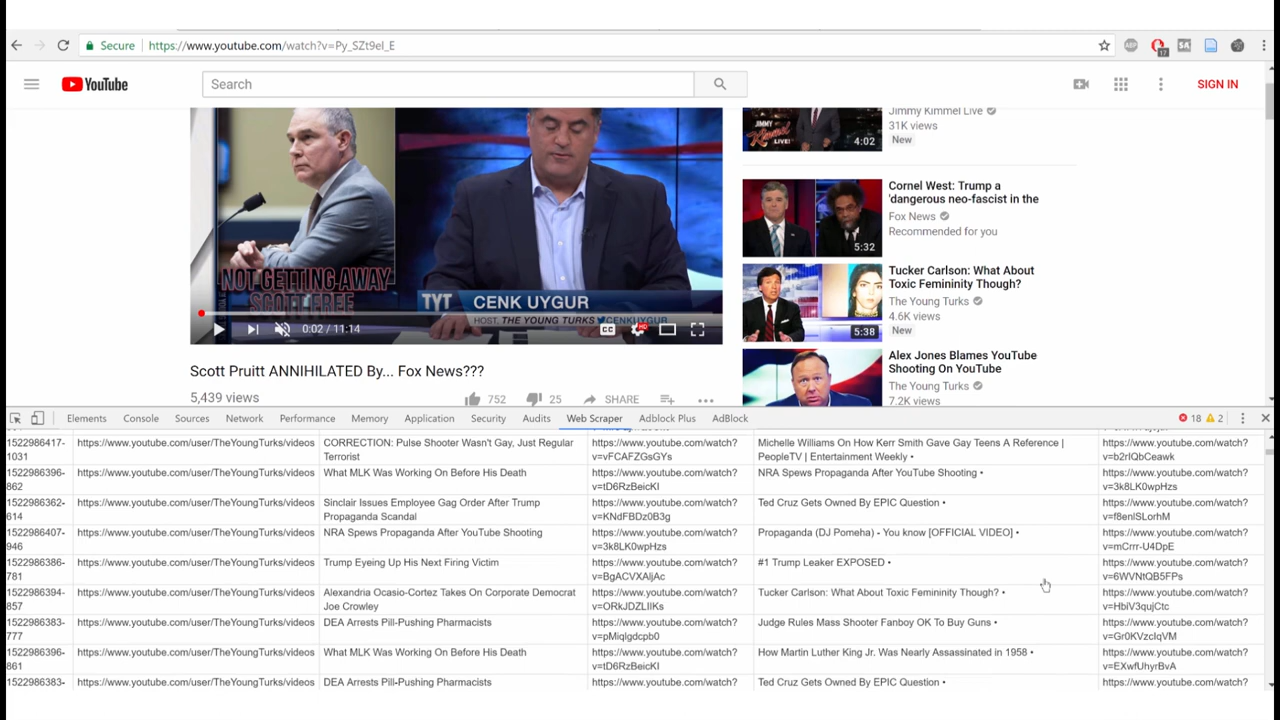 Secure https://www.youtube.com/watch?v=Py_SZt9eI_E
ABP 17 SA
YouTube Search SIGN IN
NOT GETTING AWAY
SCOTT FREE
TYT CENK UYGUR
HOST, THE YOUNG TURKS CENKUYGUR
0:02 / 11:14 CC HD
Scott Pruitt ANNIHILATED By... Fox News???
5,439 views 752 25 SHARE
JIMMY
KIMMEL
LIVE!
4:02
Jimmy Kimmel Live
31K views
New
5:32
Cornel West: Trump a
'dangerous neo-fascist in the
Fox News
Recommended for you
5:38
Tucker Carlson: What About
Toxic Femininity Though?
The Young Turks
4.6K views
New
Alex Jones Blames YouTube
Shooting On YouTube
The Young Turks
7.2K views
Elements Console Sources Network Performance Memory Application Security Audits Web Scraper Adblock Plus AdBlock 18 2
1522986417- https://www.youtube.com/user/TheYoungTurks/videos CORRECTION: Pulse Shooter Wasn't Gay, Just Regular https://www.youtube.com/watch? Michelle Williams On How Kerr Smith Gave Gay Teens A Reference | https://www.youtube.com/watch?
1031 Terrorist v=vFCAFZGsGYs PeopleTV | Entertainment Weekly • v=b2rIQbCeawk
1522986396- https://www.youtube.com/user/TheYoungTurks/videos What MLK Was Working On Before His Death https://www.youtube.com/watch? NRA Spews Propaganda After YouTube Shooting • https://www.youtube.com/watch?
862 v=tD6RzBeicKI v=3k8LK0wpHzs
1522986362- https://www.youtube.com/user/TheYoungTurks/videos Sinclair Issues Employee Gag Order After Trump https://www.youtube.com/watch? Ted Cruz Gets Owned By EPIC Question • https://www.youtube.com/watch?
614 Propaganda Scandal v=KNdFBDz0B3g v=f8enlSLorhM
1522986407- https://www.youtube.com/user/TheYoungTurks/videos NRA Spews Propaganda After YouTube Shooting https://www.youtube.com/watch? Propaganda (DJ Pomeha) - You know [OFFICIAL VIDEO] • https://www.youtube.com/watch?
946 v=3k8LK0wpHzs v=mCrrr-U4DpE
1522986386- https://www.youtube.com/user/TheYoungTurks/videos Trump Eyeing Up His Next Firing Victim https://www.youtube.com/watch? #1 Trump Leaker EXPOSED • https://www.youtube.com/watch?
781 v=BgACVXAljAc v=6WVNtQB5FPs
1522986394- https://www.youtube.com/user/TheYoungTurks/videos Alexandria Ocasio-Cortez Takes On Corporate Democrat https://www.youtube.com/watch? Tucker Carlson: What About Toxic Femininity Though? • https://www.youtube.com/watch?
857 Joe Crowley v=ORkJDZLIIKs v=HbiV3qujCtc
1522986383- https://www.youtube.com/user/TheYoungTurks/videos DEA Arrests Pill-Pushing Pharmacists https://www.youtube.com/watch? Judge Rules Mass Shooter Fanboy OK To Buy Guns • https://www.youtube.com/watch?
777 v=pMiqlgdcpb0 v=Gr0KVzcIqVM
1522986396- https://www.youtube.com/user/TheYoungTurks/videos What MLK Was Working On Before His Death https://www.youtube.com/watch? How Martin Luther King Jr. Was Nearly Assassinated in 1958 • https://www.youtube.com/watch?
861 v=tD6RzBeicKI v=EXwfUhyrBvA
1522986383- https://www.youtube.com/user/TheYoungTurks/videos DEA Arrests Pill-Pushing Pharmacists https://www.youtube.com/watch? Ted Cruz Gets Owned By EPIC Question • https://www.youtube.com/watch?